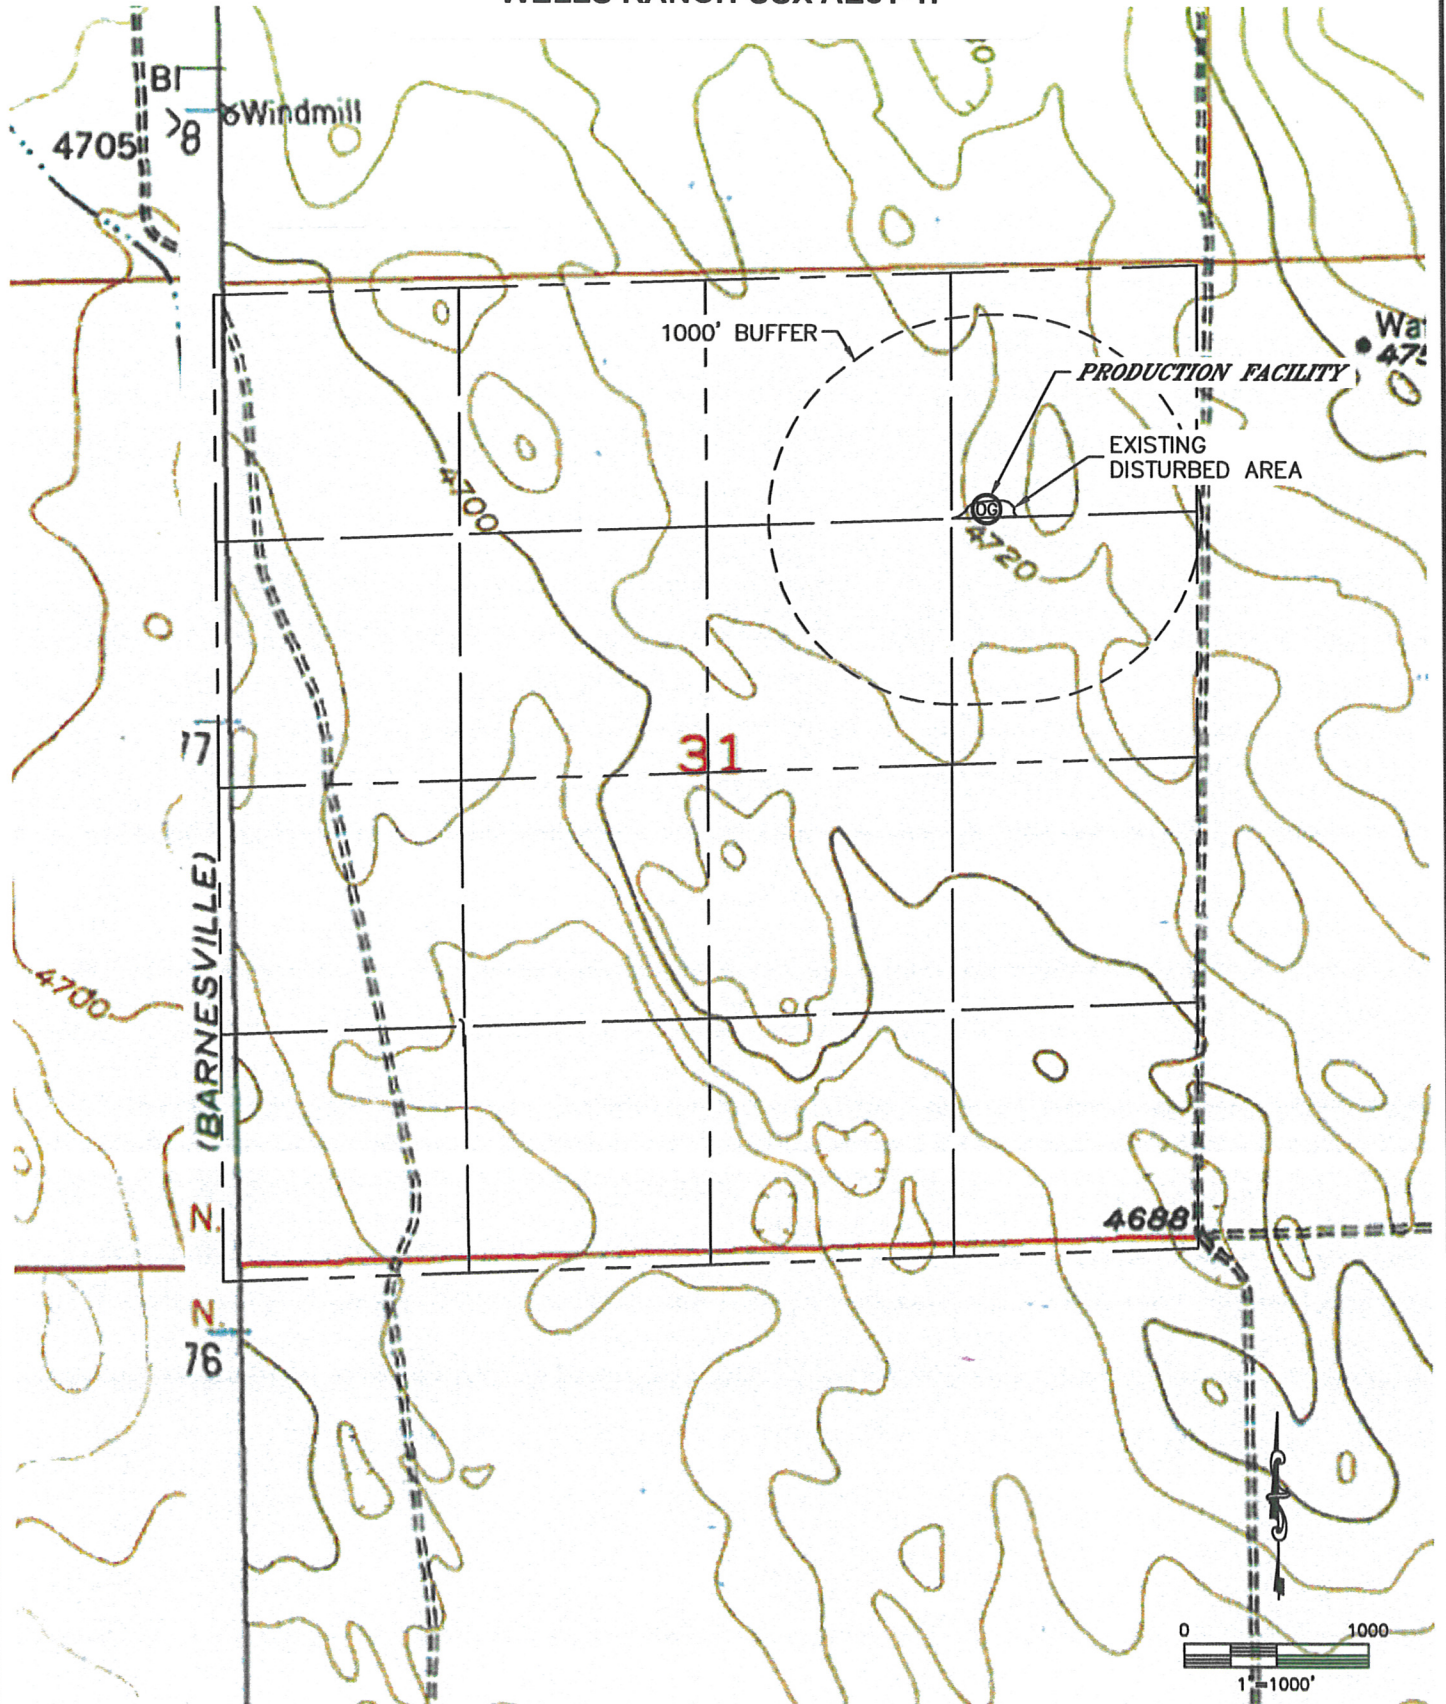 Windmill
4705
8
1000' BUFFER
PRODUCTION FACILITY
EXISTING
DISTURBED AREA
OG
4700
4720
31
77
(BARNESVILLE)
4700
N.
4688
N.
76
0 1000
1"=1000'